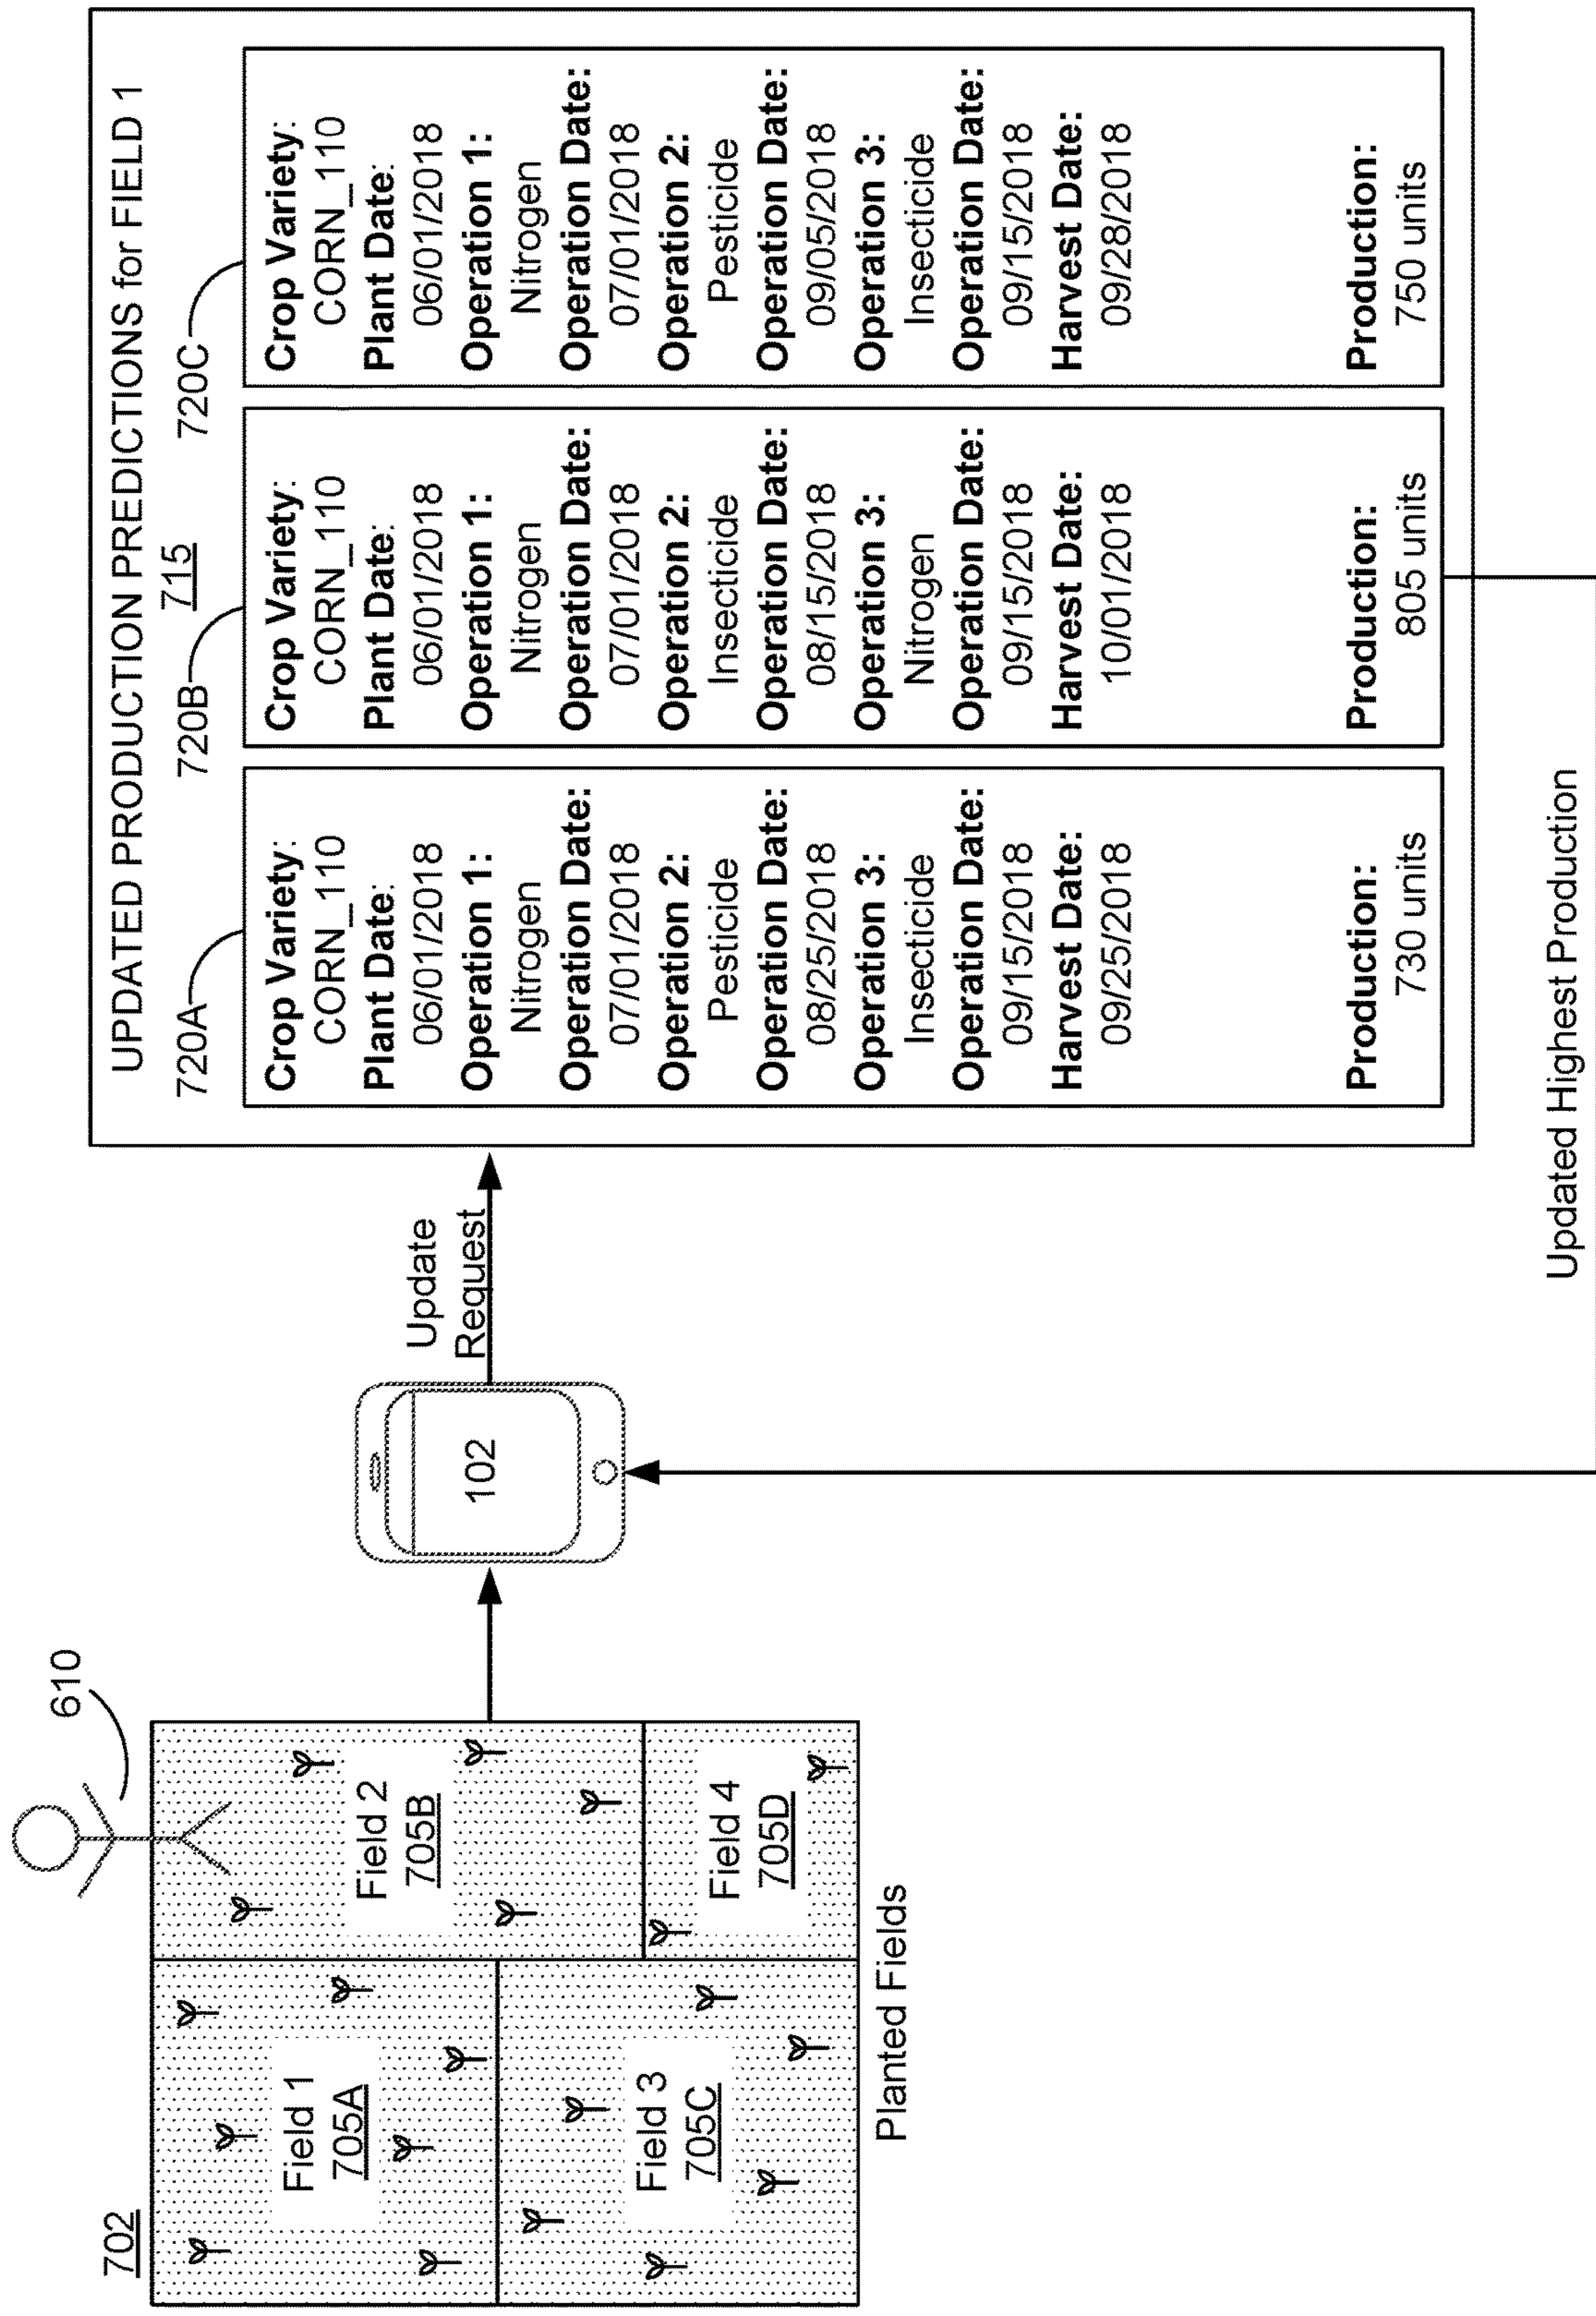 702
610
Field 1
705A
Field 2
705B
Field 3
705C
Field 4
705D
Planted Fields
102
Update
Request
UPDATED PRODUCTION PREDICTIONS for FIELD 1
715
720A
Crop Variety:
CORN_110
Plant Date:
06/01/2018
Operation 1:
Nitrogen
Operation Date:
07/01/2018
Operation 2:
Pesticide
Operation Date:
08/25/2018
Operation 3:
Insecticide
Operation Date:
09/15/2018
Harvest Date:
09/25/2018
Production:
730 units
720B
Crop Variety:
CORN_110
Plant Date:
06/01/2018
Operation 1:
Nitrogen
Operation Date:
07/01/2018
Operation 2:
Insecticide
Operation Date:
08/15/2018
Operation 3:
Nitrogen
Operation Date:
09/15/2018
Harvest Date:
10/01/2018
Production:
805 units
720C
Crop Variety:
CORN_110
Plant Date:
06/01/2018
Operation 1:
Nitrogen
Operation Date:
07/01/2018
Operation 2:
Pesticide
Operation Date:
09/05/2018
Operation 3:
Insecticide
Operation Date:
09/15/2018
Harvest Date:
09/28/2018
Production:
750 units
Updated Highest Production